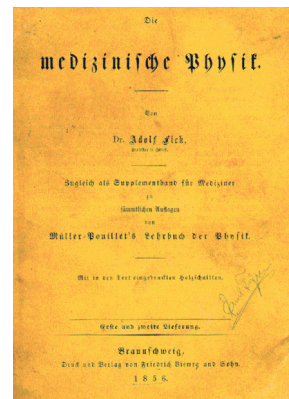 Die
medizinische Physik.
Von
Dr. Adolf Fick,
Zugleich als Supplementband für Mediziner
zu
sämmtlichen Auflagen
von
Müller-Pouillet's Lehrbuch der Physik.
Mit in den Text eingedruckten Holzschnitten.
Erste und zweite Lieferung.
Braunschweig,
Druck und Verlag von Friedrich Vieweg und Sohn.
1856.